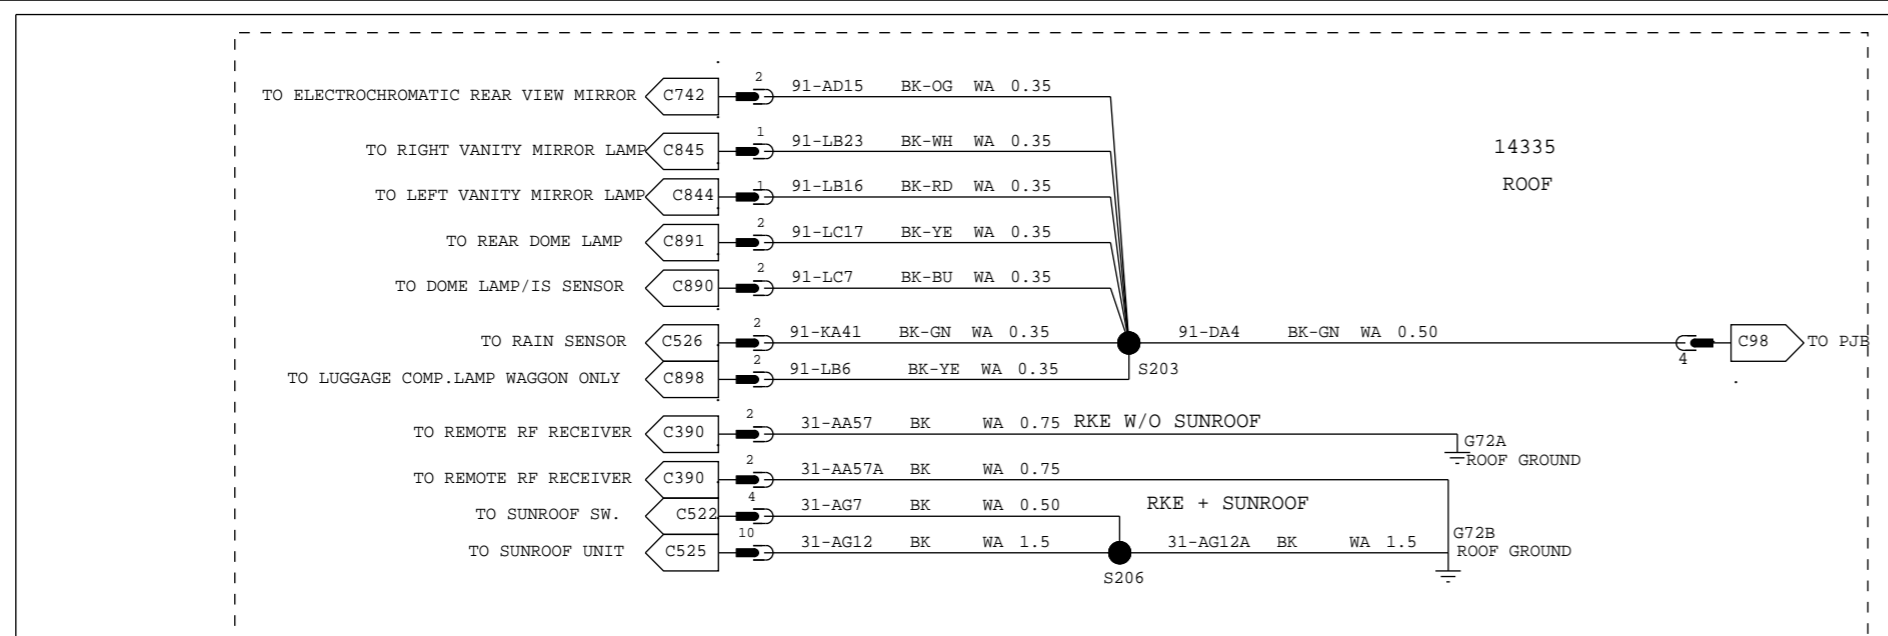 2
TO ELECTROCHROMATIC REAR VIEW MIRROR C742 91-AD15 BK-OG WA 0.35
1
TO RIGHT VANITY MIRROR LAMP C845 91-LB23 BK-WH WA 0.35
14335
1
TO LEFT VANITY MIRROR LAMP C844 91-LB16 BK-RD WA 0.35
ROOF
2
TO REAR DOME LAMP C891 91-LC17 BK-YE WA 0.35
2
TO DOME LAMP/IS SENSOR C890 91-LC7 BK-BU WA 0.35
2
TO RAIN SENSOR C526 91-KA41 BK-GN WA 0.35 91-DA4 BK-GN WA 0.50 C98 TO PJB
2
4
TO LUGGAGE COMP.LAMP WAGGON ONLY C898 91-LB6 BK-YE WA 0.35 S203
2
TO REMOTE RF RECEIVER C390 31-AA57 BK WA 0.75 RKE W/O SUNROOF
G72A
ROOF GROUND
2
TO REMOTE RF RECEIVER C390 31-AA57A BK WA 0.75
4
TO SUNROOF SW. C522 31-AG7 BK WA 0.50 RKE + SUNROOF
10
G72B
TO SUNROOF UNIT C525 31-AG12 BK WA 1.5 31-AG12A BK WA 1.5 ROOF GROUND
S206